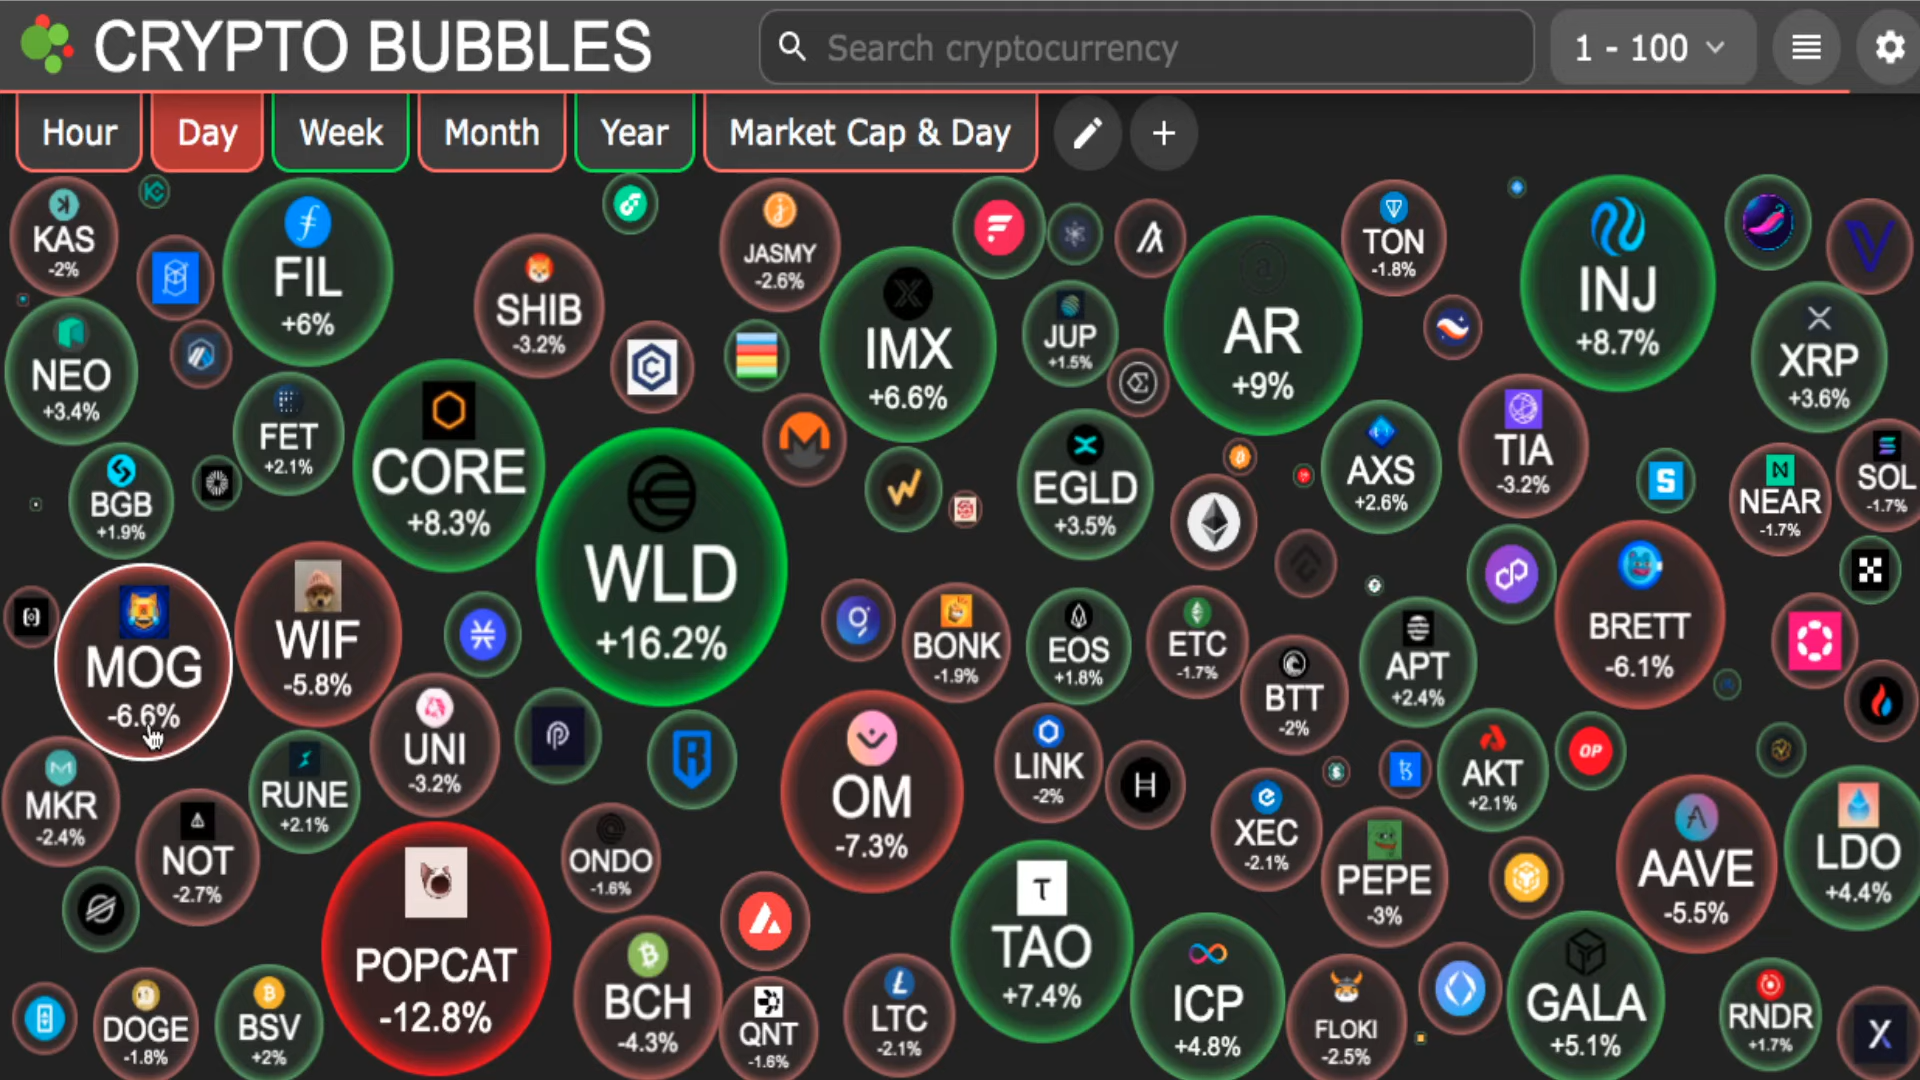 CRYPTO BUBBLES
Search cryptocurrency
1 - 100
Hour
Day
Week
Month
Year
Market Cap & Day
KAS
-2%
FIL
+6%
SHIB
-3.2%
JASMY
-2.6%
IMX
+6.6%
JUP
+1.5%
AR
+9%
TON
-1.8%
INJ
+8.7%
XRP
+3.6%
NEO
+3.4%
FET
+2.1%
CORE
+8.3%
WLD
+16.2%
EGLD
+3.5%
AXS
+2.6%
TIA
-3.2%
NEAR
-1.7%
SOL
-1.7%
BGB
+1.9%
MOG
-6.6%
WIF
-5.8%
BONK
-1.9%
EOS
+1.8%
ETC
-1.7%
BTT
-2%
APT
+2.4%
BRETT
-6.1%
UNI
-3.2%
OM
-7.3%
LINK
-2%
AKT
+2.1%
OP
MKR
-2.4%
NOT
-2.7%
RUNE
+2.1%
POPCAT
-12.8%
ONDO
-1.6%
XEC
-2.1%
PEPE
-3%
AAVE
-5.5%
LDO
+4.4%
DOGE
-1.8%
BSV
+2%
BCH
-4.3%
QNT
-1.6%
LTC
-2.1%
TAO
+7.4%
ICP
+4.8%
FLOKI
-2.5%
GALA
+5.1%
RNDR
+1.7%